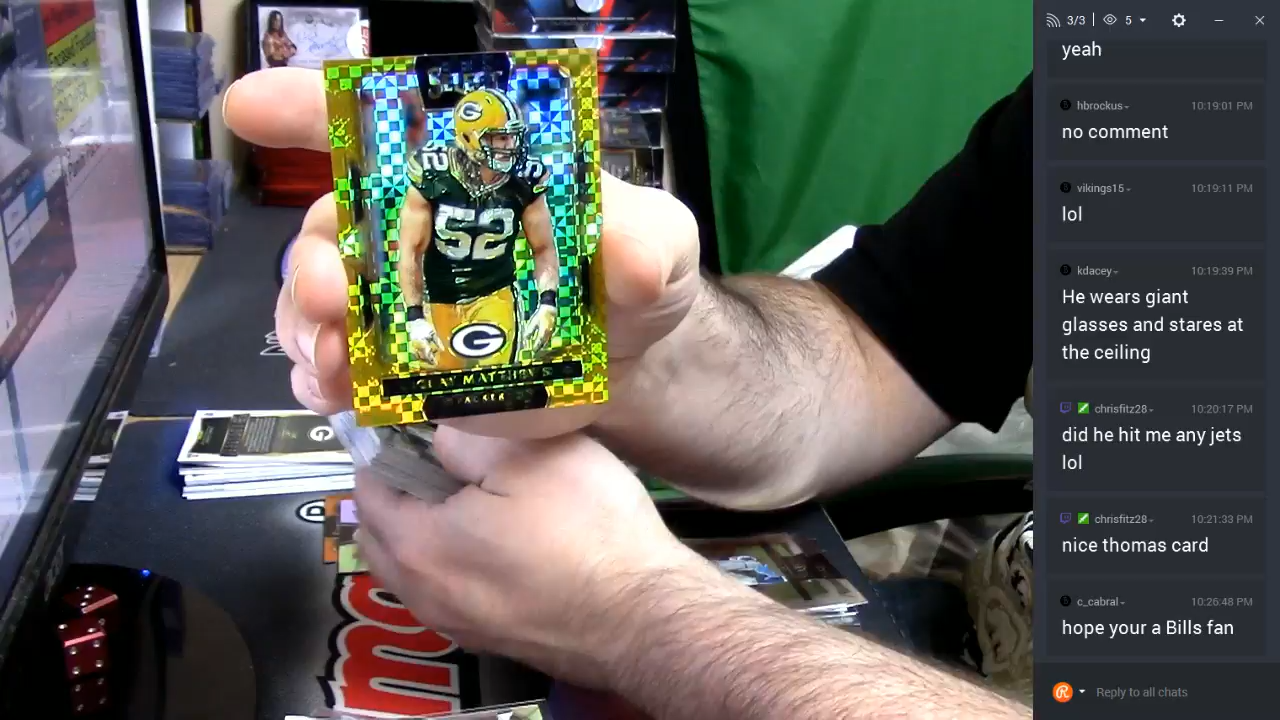 SELECT
G
52
52
G
CLAY MATTHEWS
PACKERS
G
3/3
5
yeah
hbrockus
10:19:01 PM
no comment
vikings15
10:19:11 PM
lol
kdacey
10:19:39 PM
He wears giant
glasses and stares at
the ceiling
chrisfitz28
10:20:17 PM
did he hit me any jets
lol
chrisfitz28
10:21:33 PM
nice thomas card
c_cabral
10:26:48 PM
hope your a Bills fan
Reply to all chats